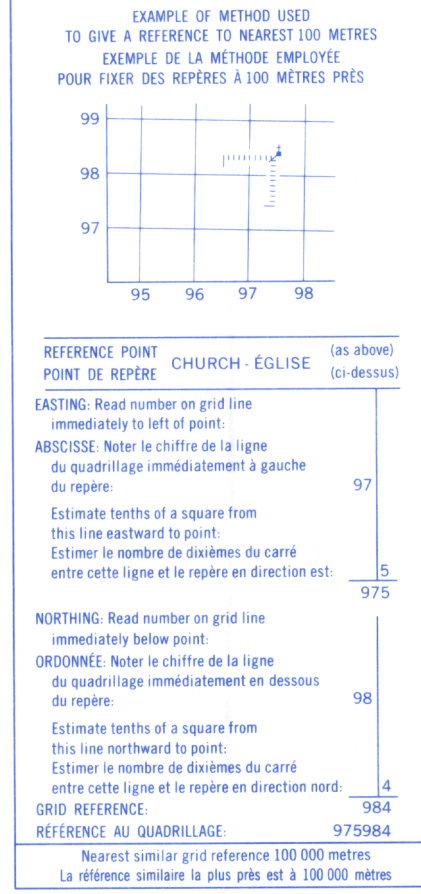 EXAMPLE OF METHOD USED
TO GIVE A REFERENCE TO NEAREST 100 METRES
EXEMPLE DE LA MÉTHODE EMPLOYÉE
POUR FIXER DES REPÈRES À 100 MÈTRES PRÈS
99
98
97
95 96 97 98
REFERENCE POINT
POINT DE REPÈRE
CHURCH - ÉGLISE
(as above)
(ci-dessus)
EASTING: Read number on grid line
immediately to left of point:
ABSCISSE: Noter le chiffre de la ligne
du quadrillage immédiatement à gauche
du repère: 97
Estimate tenths of a square from
this line eastward to point:
Estimer le nombre de dixièmes du carré
entre cette ligne et le repère en direction est: 5
975
NORTHING: Read number on grid line
immediately below point:
ORDONNÉE: Noter le chiffre de la ligne
du quadrillage immédiatement en dessous
du repère: 98
Estimate tenths of a square from
this line northward to point:
Estimer le nombre de dixièmes du carré
entre cette ligne et le repère en direction nord: 4
GRID REFERENCE: 984
RÉFÉRENCE AU QUADRILLAGE: 975984
Nearest similar grid reference 100 000 metres
La référence similaire la plus près est à 100 000 mètres